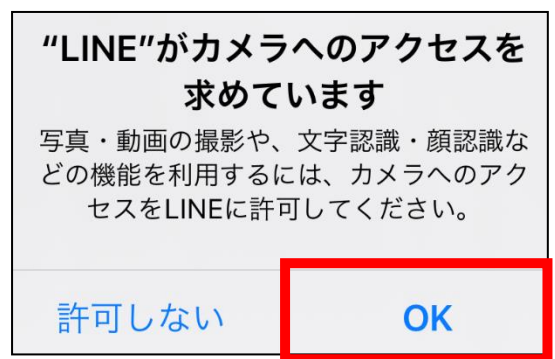 “LINE”がカメラへのアクセスを
求めています
写真・動画の撮影や、文字認識・顔認識な
どの機能を利用するには、カメラへのアク
セスをLINEに許可してください。
許可しない
OK